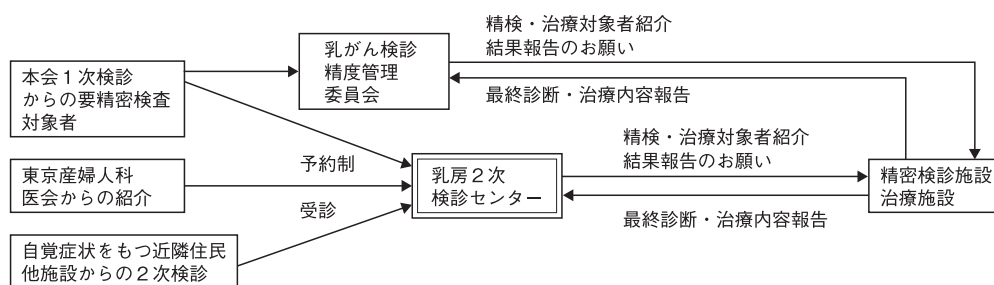 精検・治療対象者紹介
結果報告のお願い
乳がん検診
精度管理
委員会
本会１次検診
からの要精密検査
対象者
最終診断・治療内容報告
精検・治療対象者紹介
結果報告のお願い
予約制
東京産婦人科
医会からの紹介
乳房２次
検診センター
精密検診施設
治療施設
受診
最終診断・治療内容報告
自覚症状をもつ近隣住民
他施設からの２次検診